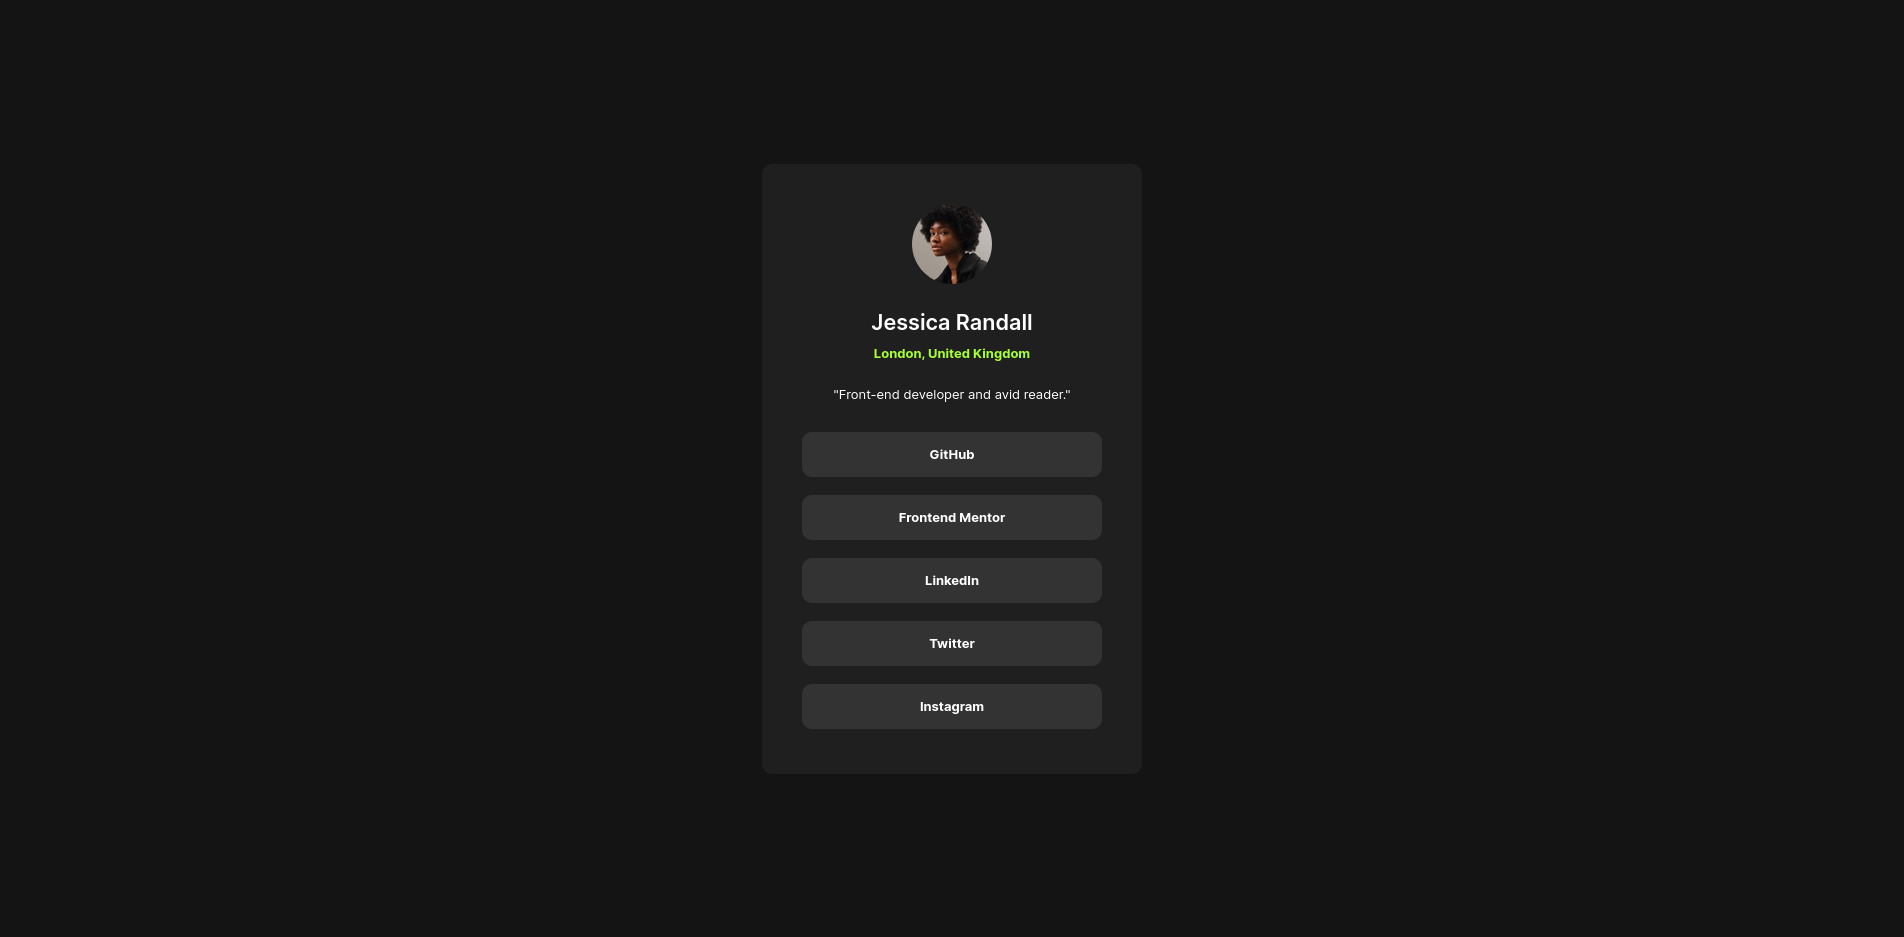 Jessica Randall
London, United Kingdom
"Front-end developer and avid reader."
GitHub
Frontend Mentor
LinkedIn
Twitter
Instagram